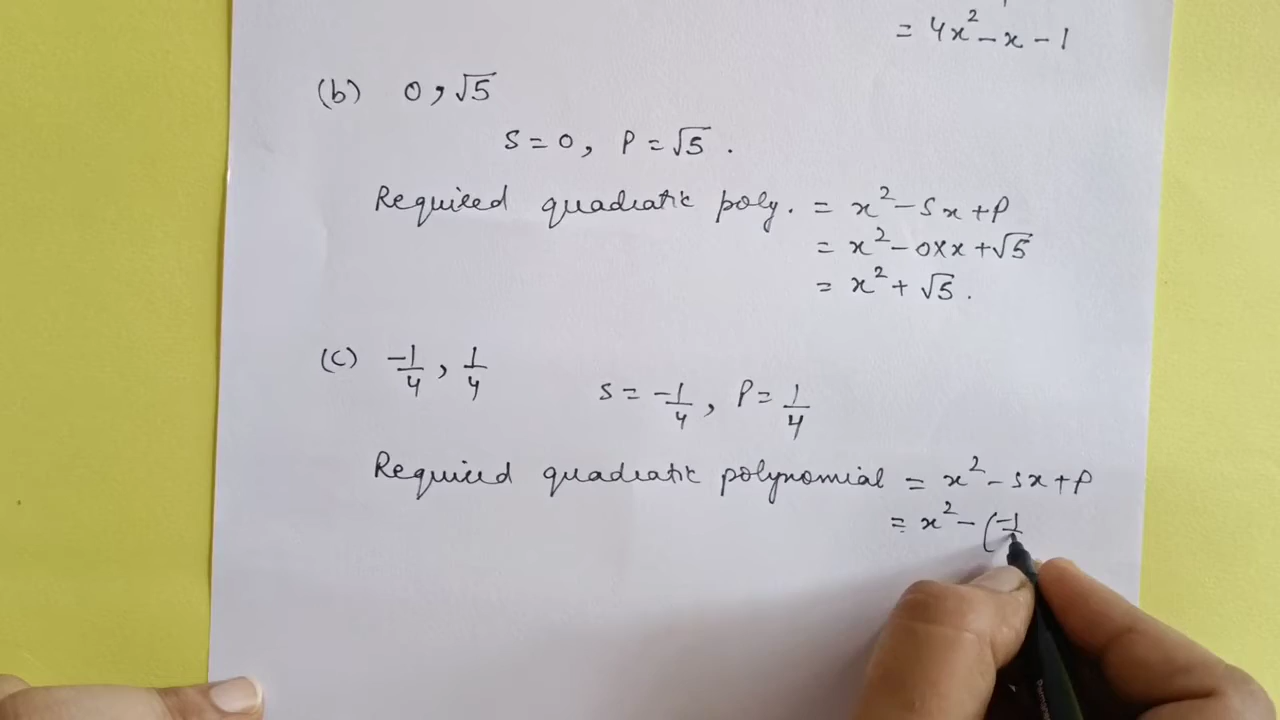 = 4x² - x - 1
(b) 0, √5
S = 0, P = √5.
Required quadratic poly. = x² - Sx + P
= x² - 0×x + √5
= x² + √5.
(c) -1/4, 1/4
S = -1/4, P = 1/4
Required quadratic polynomial = x² - Sx + P
= x² - (-1